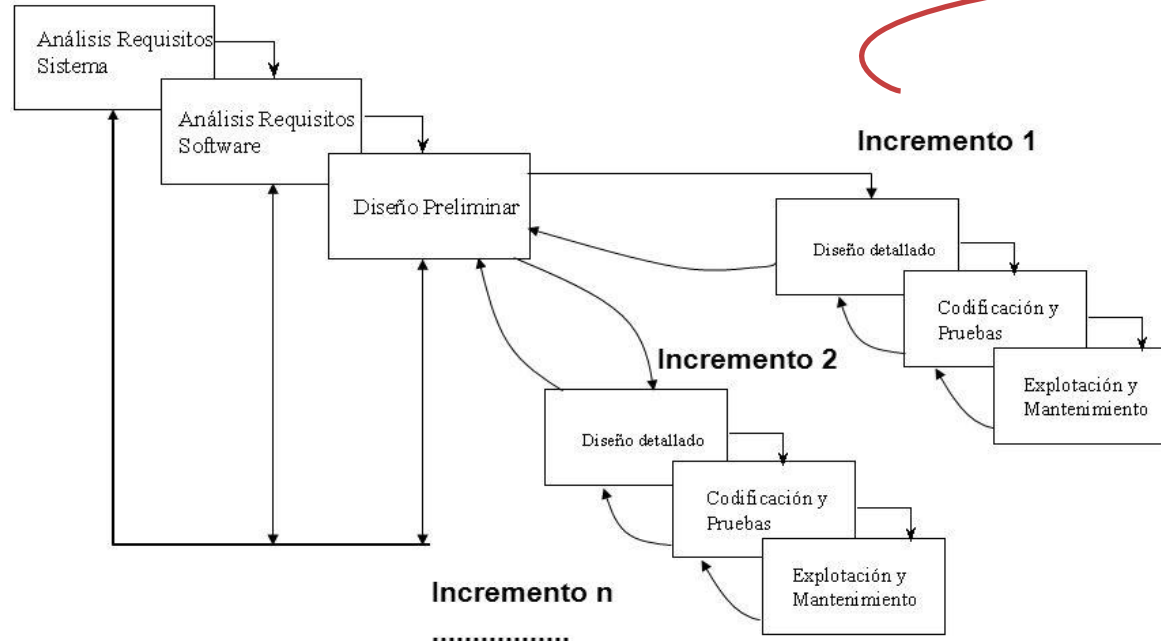 Análisis Requisitos
Sistema
Análisis Requisitos
Software
Diseño Preliminar
Incremento 1
Diseño detallado
Codificación y
Pruebas
Explotación y
Mantenimiento
Incremento 2
Diseño detallado
Codificación y
Pruebas
Explotación y
Mantenimiento
Incremento n
.................